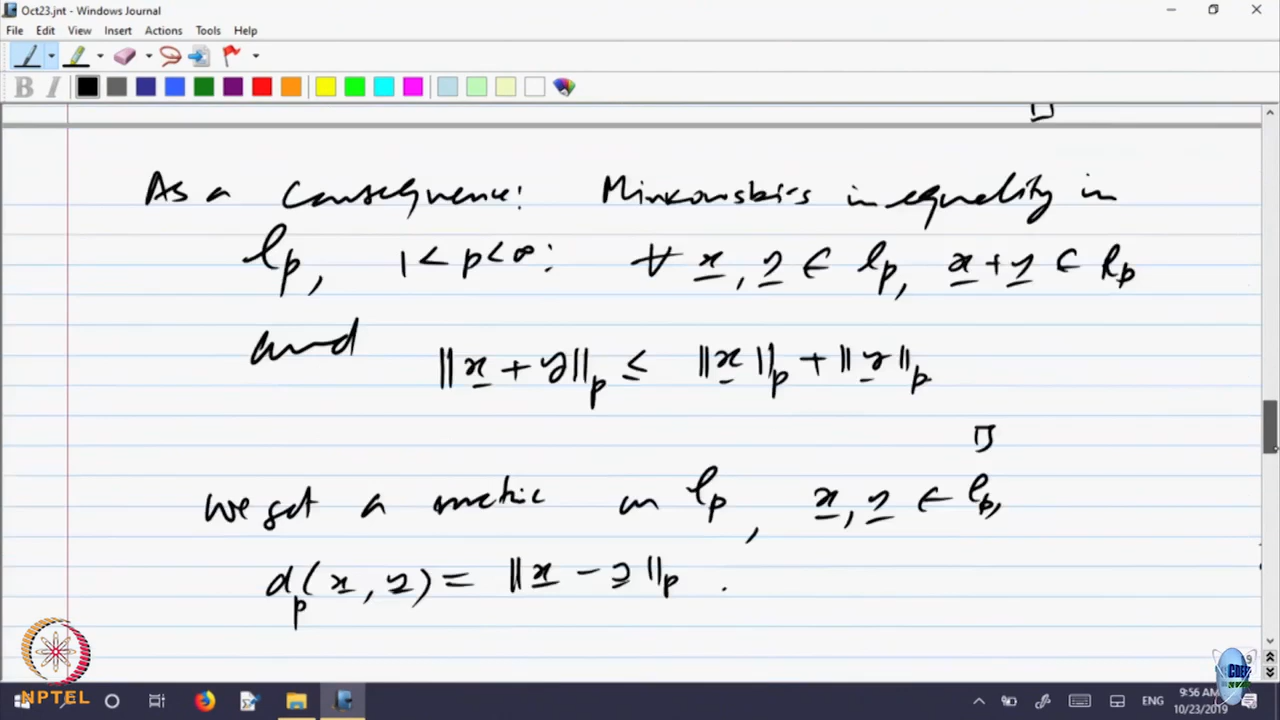 Oct23.jnt - Windows Journal
File Edit View Insert Actions Tools Help
B I
As a Consequence: Minkowski's inequality in
lp, 1 < p < ∞: ∀ x, y ∈ lp, x + y ∈ lp
and
||x + y||p ≤ ||x||p + ||y||p
We get a metric on lp, x, y ∈ lp,
dp(x, y) = ||x - y||p.
NPTEL
ENG
9:56 AM
10/23/2019